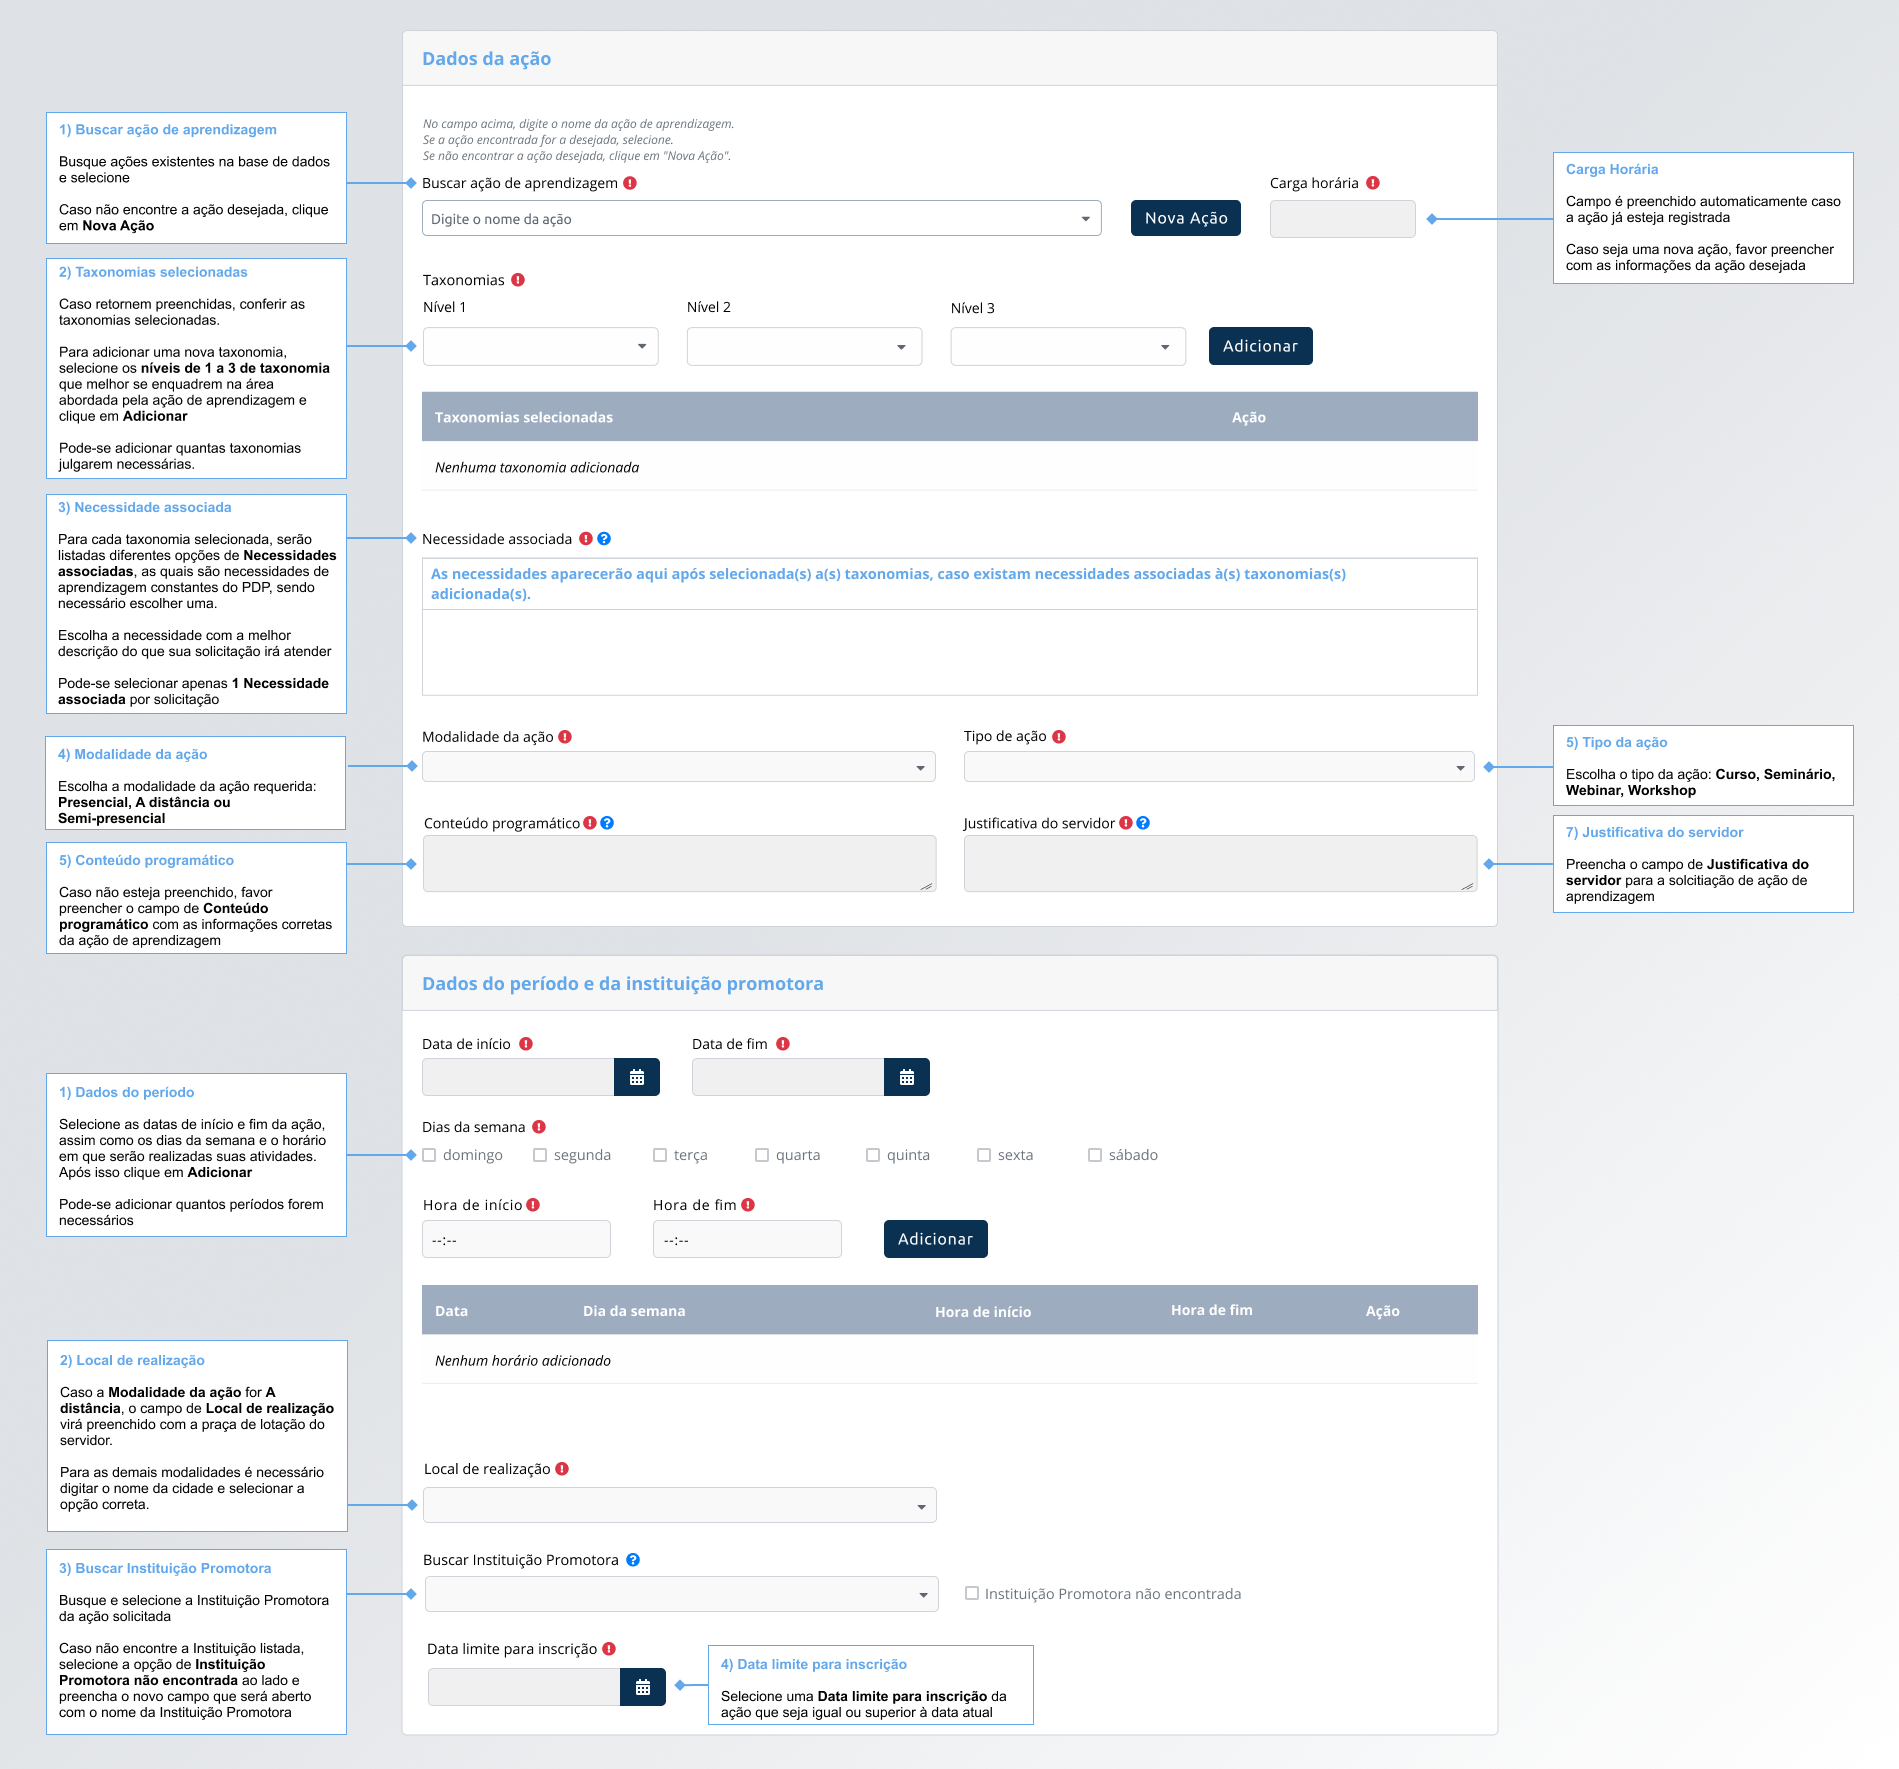 Dados da ação
No campo acima, digite o nome da ação de aprendizagem.
Se a ação encontrada for a desejada, selecione.
Se não encontrar a ação desejada, clique em "Nova Ação".
1) Buscar ação de aprendizagem
Busque ações existentes na base de dados
e selecione
Caso não encontre a ação desejada, clique
em Nova Ação
Buscar ação de aprendizagem
Digite o nome da ação
Nova Ação
Carga horária
Carga Horária
Campo é preenchido automaticamente caso
a ação já esteja registrada
Caso seja uma nova ação, favor preencher
com as informações da ação desejada
2) Taxonomias selecionadas
Caso retornem preenchidas, conferir as
taxonomias selecionadas.
Para adicionar uma nova taxonomia,
selecione os níveis de 1 a 3 de taxonomia
que melhor se enquadrem na área
abordada pela ação de aprendizagem e
clique em Adicionar
Pode-se adicionar quantas taxonomias
julgarem necessárias.
Taxonomias
Nível 1
Nível 2
Nível 3
Adicionar
Taxonomias selecionadas
Ação
Nenhuma taxonomia adicionada
3) Necessidade associada
Para cada taxonomia selecionada, serão
listadas diferentes opções de Necessidades
associadas, as quais são necessidades de
aprendizagem constantes do PDP, sendo
necessário escolher uma.
Escolha a necessidade com a melhor
descrição do que sua solicitação irá atender
Pode-se selecionar apenas 1 Necessidade
associada por solicitação
Necessidade associada
As necessidades aparecerão aqui após selecionada(s) a(s) taxonomias, caso existam necessidades associadas à(s) taxonomias(s)
adicionada(s).
4) Modalidade da ação
Escolha a modalidade da ação requerida:
Presencial, A distância ou
Semi-presencial
Modalidade da ação
Tipo de ação
5) Tipo da ação
Escolha o tipo da ação: Curso, Seminário,
Webinar, Workshop
5) Conteúdo programático
Caso não esteja preenchido, favor
preencher o campo de Conteúdo
programático com as informações corretas
da ação de aprendizagem
Conteúdo programático
Justificativa do servidor
7) Justificativa do servidor
Preencha o campo de Justificativa do
servidor para a solcitiação de ação de
aprendizagem
Dados do período e da instituição promotora
1) Dados do período
Selecione as datas de início e fim da ação,
assim como os dias da semana e o horário
em que serão realizadas suas atividades.
Após isso clique em Adicionar
Pode-se adicionar quantos períodos forem
necessários
Data de início
Data de fim
Dias da semana
domingo
segunda
terça
quarta
quinta
sexta
sábado
Hora de início
Hora de fim
--:--
--:--
Adicionar
Data
Dia da semana
Hora de início
Hora de fim
Ação
Nenhum horário adicionado
2) Local de realização
Caso a Modalidade da ação for A
distância, o campo de Local de realização
virá preenchido com a praça de lotação do
servidor.
Para as demais modalidades é necessário
digitar o nome da cidade e selecionar a
opção correta.
Local de realização
3) Buscar Instituição Promotora
Busque e selecione a Instituição Promotora
da ação solicitada
Caso não encontre a Instituição listada,
selecione a opção de Instituição
Promotora não encontrada ao lado e
preencha o novo campo que será aberto
com o nome da Instituição Promotora
Buscar Instituição Promotora
Instituição Promotora não encontrada
Data limite para inscrição
4) Data limite para inscrição
Selecione uma Data limite para inscrição da
ação que seja igual ou superior à data atual